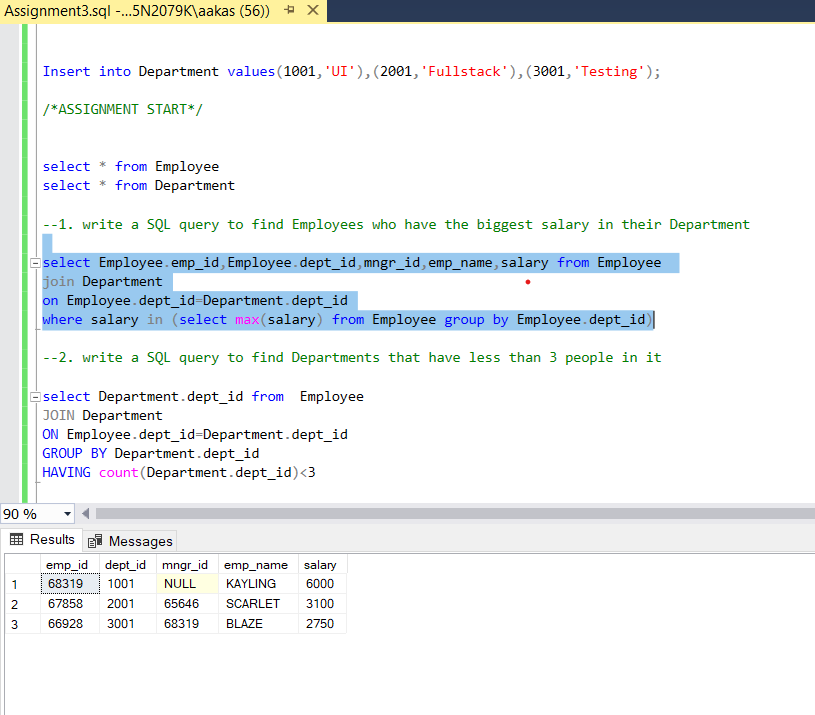 Assignment3.sql -...5N2079K\aakas (56))
Insert into Department values(1001,'UI'),(2001,'Fullstack'),(3001,'Testing');
/*ASSIGNMENT START*/
select * from Employee
select * from Department
--1. write a SQL query to find Employees who have the biggest salary in their Department
select Employee.emp_id,Employee.dept_id,mngr_id,emp_name,salary from Employee
join Department
on Employee.dept_id=Department.dept_id
where salary in (select max(salary) from Employee group by Employee.dept_id)
--2. write a SQL query to find Departments that have less than 3 people in it
select Department.dept_id from  Employee
JOIN Department
ON Employee.dept_id=Department.dept_id
GROUP BY Department.dept_id
HAVING count(Department.dept_id)<3
90 %
Results Messages
emp_id dept_id mngr_id emp_name salary
1 68319 1001 NULL KAYLING 6000
2 67858 2001 65646 SCARLET 3100
3 66928 3001 68319 BLAZE 2750